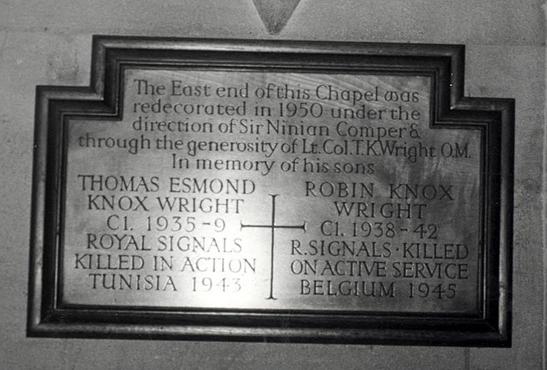 The East end of this Chapel was
redecorated in 1950 under the
direction of Sir Ninian Comper &
through the generosity of Lt. Col. T.K. Wright, O.M.
In memory of his sons
THOMAS ESMOND
KNOX WRIGHT
Cl. 1935-9
ROYAL SIGNALS
KILLED IN ACTION
TUNISIA 1943
ROBIN KNOX
WRIGHT
Cl. 1938-42
R. SIGNALS · KILLED
ON ACTIVE SERVICE
BELGIUM 1945